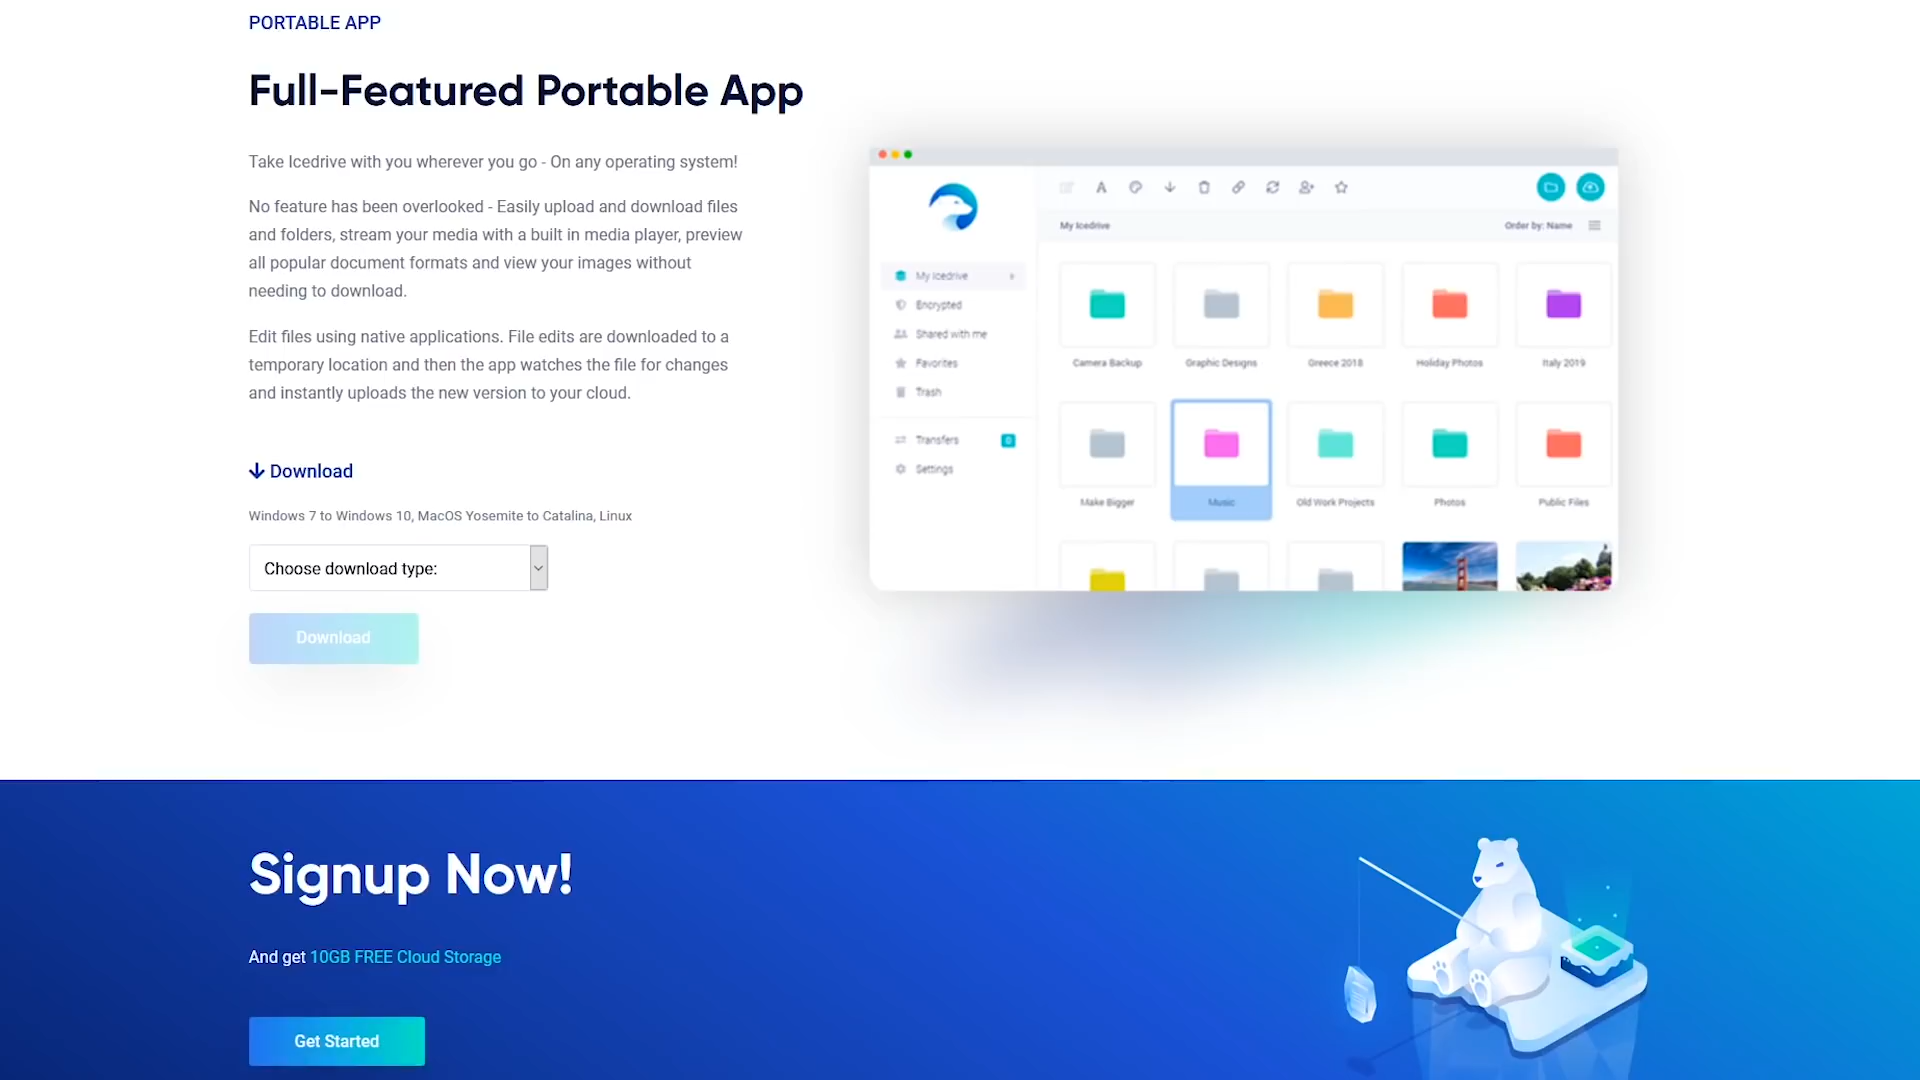 PORTABLE APP
Full-Featured Portable App
Take Icedrive with you wherever you go - On any operating system!
No feature has been overlooked - Easily upload and download files
and folders, stream your media with a built in media player, preview
all popular document formats and view your images without
needing to download.
Edit files using native applications. File edits are downloaded to a
temporary location and then the app watches the file for changes
and instantly uploads the new version to your cloud.
Download
Windows 7 to Windows 10, MacOS Yosemite to Catalina, Linux
Choose download type:
Download
My Icedrive
Order by: Name
My Icedrive
Encrypted
Shared with me
Favorites
Trash
Transfers
Settings
Camera Backup
Graphic Designs
Greece 2018
Holiday Photos
Italy 2019
Make Bigger
Music
Old Work Projects
Photos
Public Files
Signup Now!
And get 10GB FREE Cloud Storage
Get Started